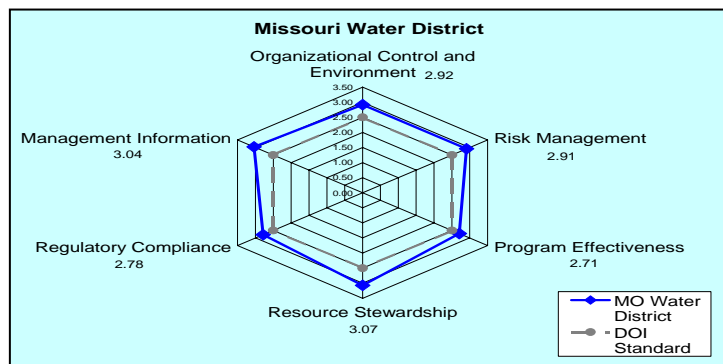 Missouri Water District
Organizational Control and
Environment 2.92
3.50
3.00
2.50
2.00
1.50
1.00
0.50
0.00
Management Information
3.04
Risk Management
2.91
Regulatory Compliance
2.78
Program Effectiveness
2.71
Resource Stewardship
3.07
MO Water
District
DOI
Standard